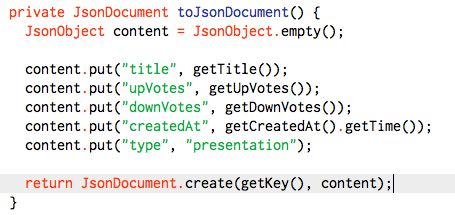 private JsonDocument toJsonDocument() {
  JsonObject content = JsonObject.empty();

  content.put("title", getTitle());
  content.put("upVotes", getUpVotes());
  content.put("downVotes", getDownVotes());
  content.put("createdAt", getCreatedAt().getTime());
  content.put("type", "presentation");

  return JsonDocument.create(getKey(), content);
}